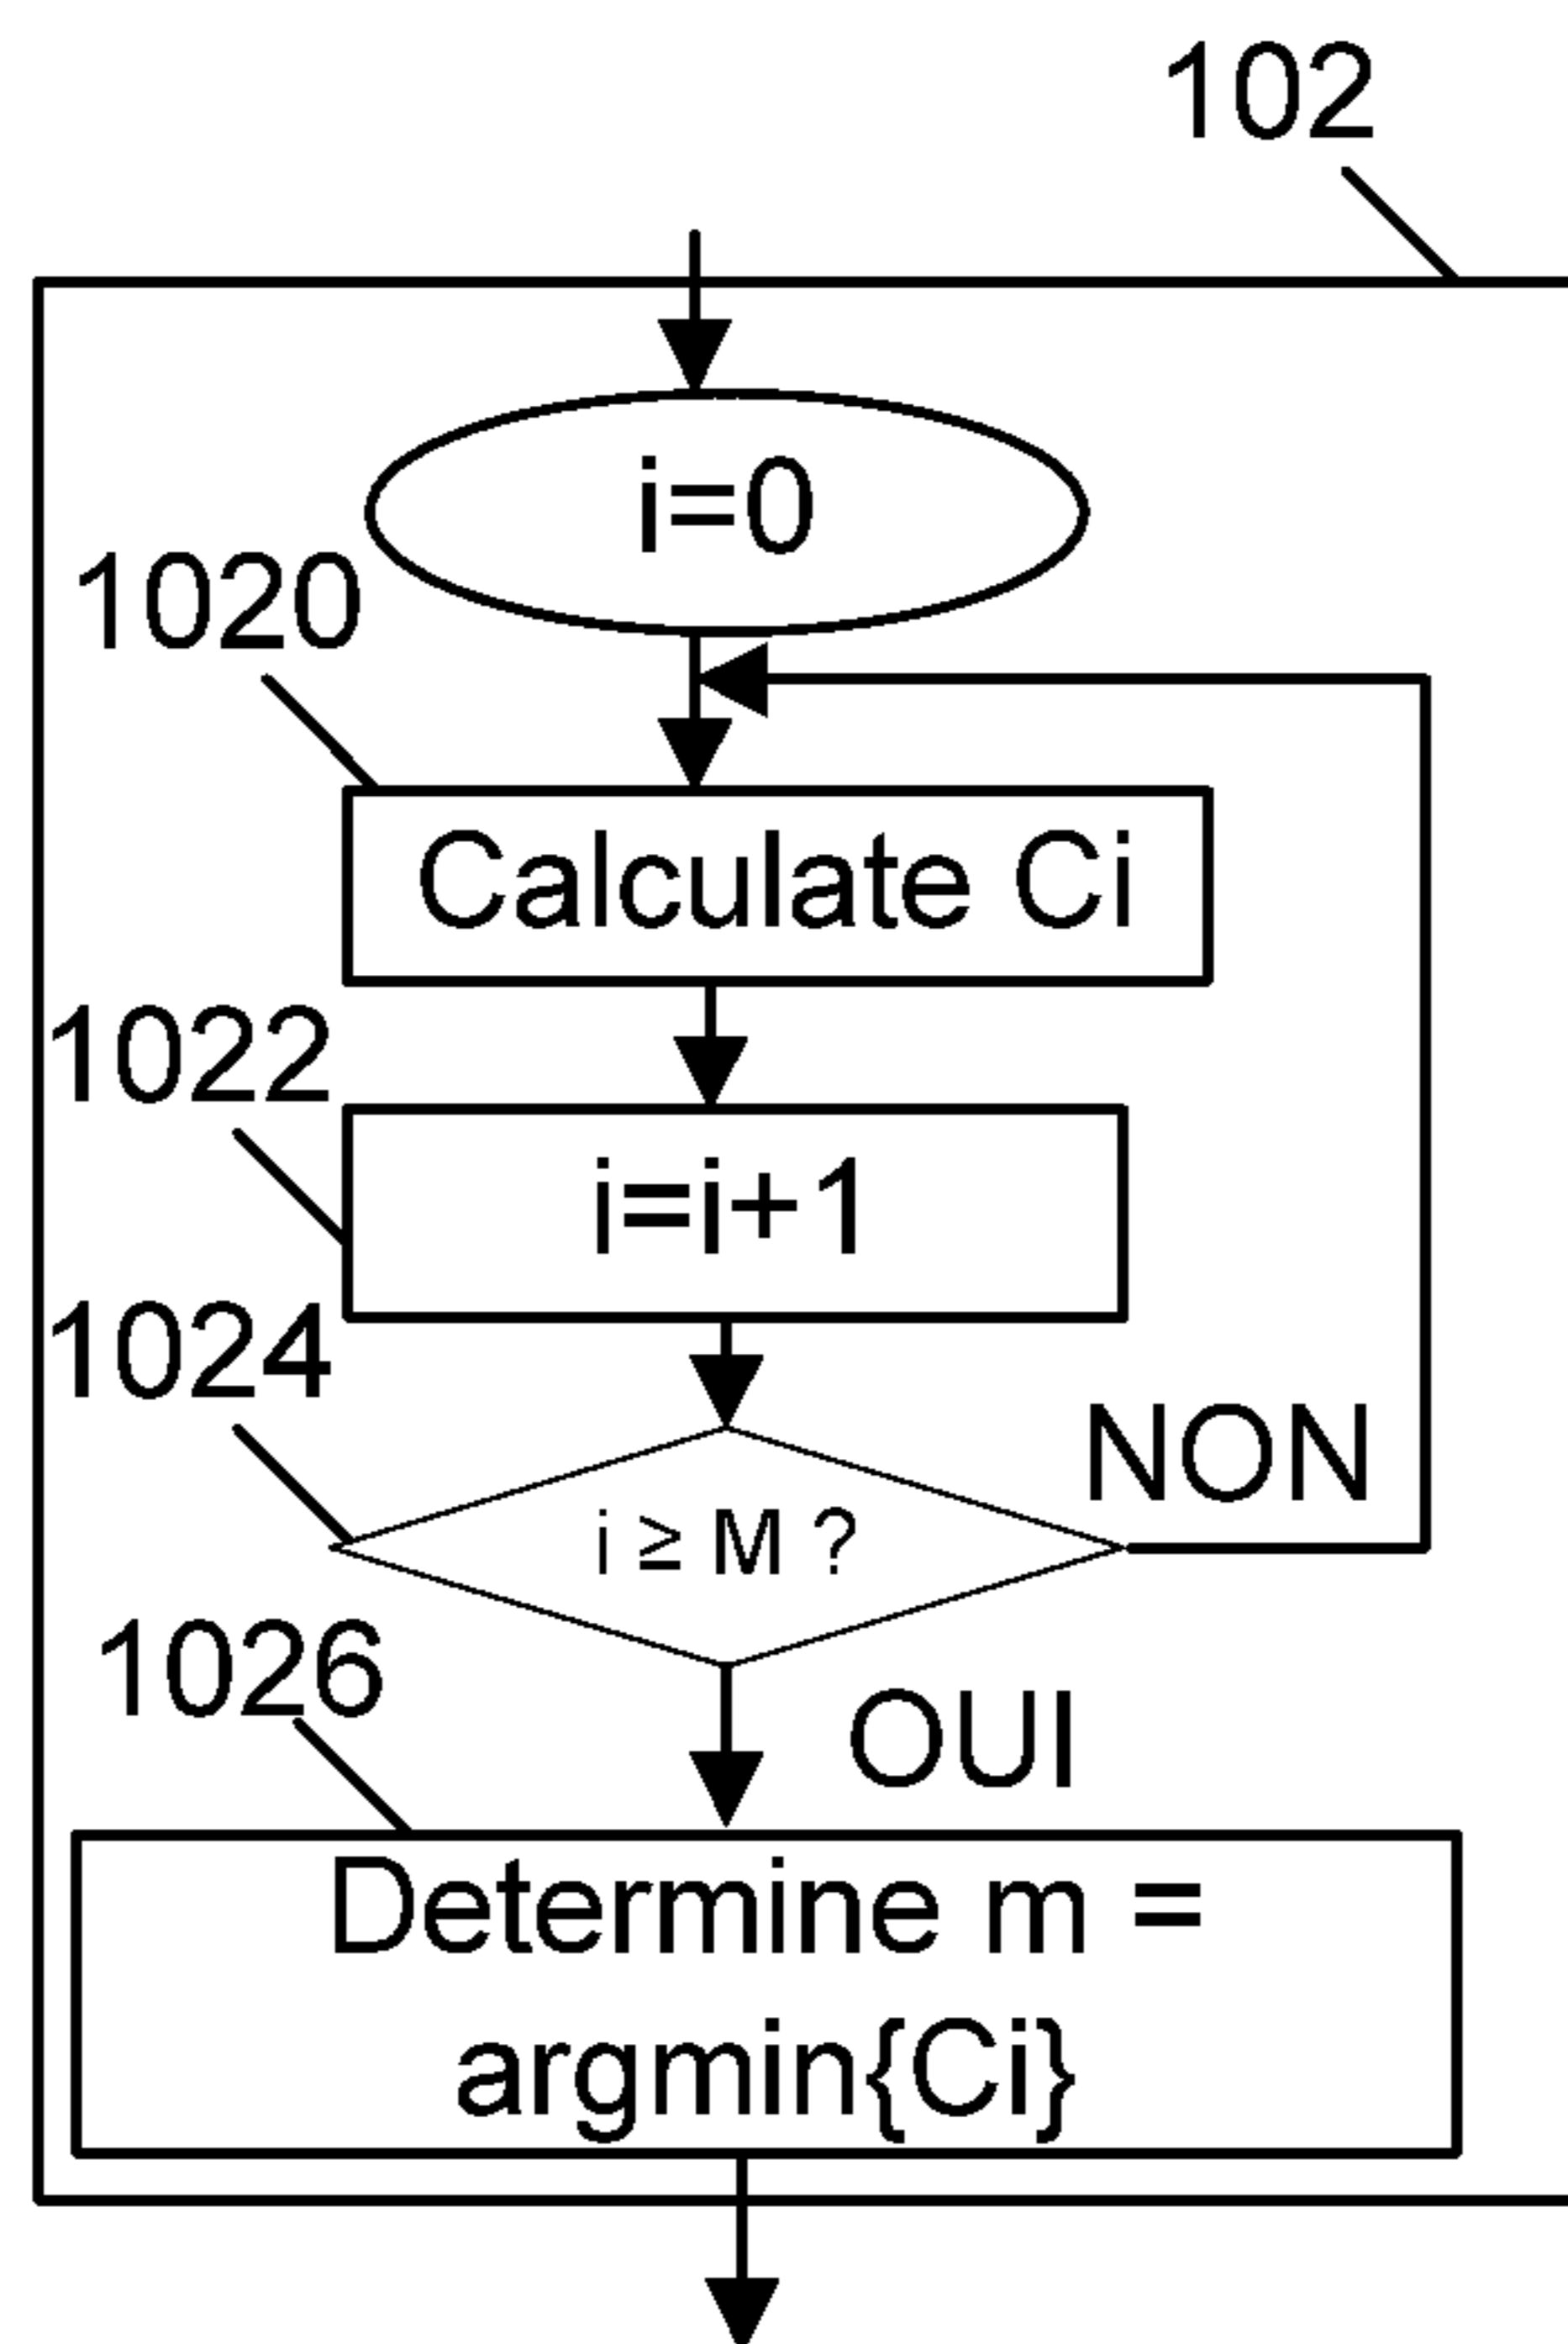 102
i=0
1020
Calculate Ci
1022
i=i+1
1024
NON
i ≥ M ?
1026
OUI
Determine m =
argmin{Ci}